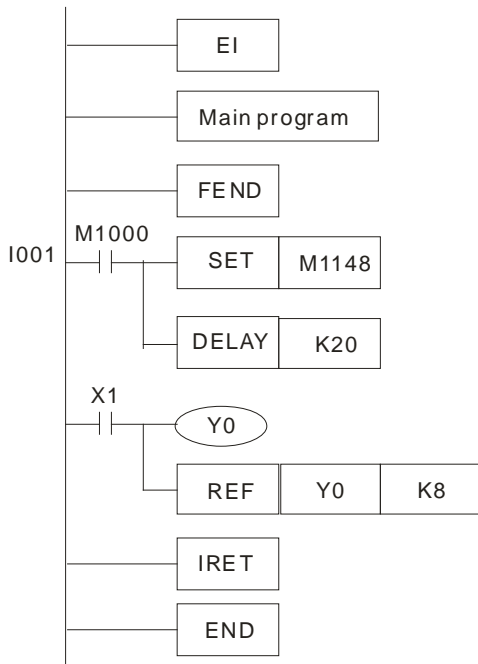 EI
Main program
FEND
M1000
I001
SET M1148
DELAY K20
X1
Y0
REF Y0 K8
IRET
END